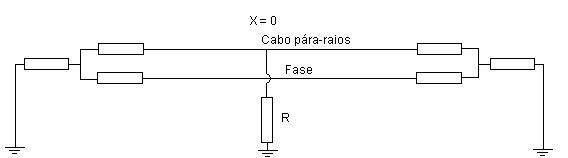 X = 0
Cabo pára-raios
Fase
R